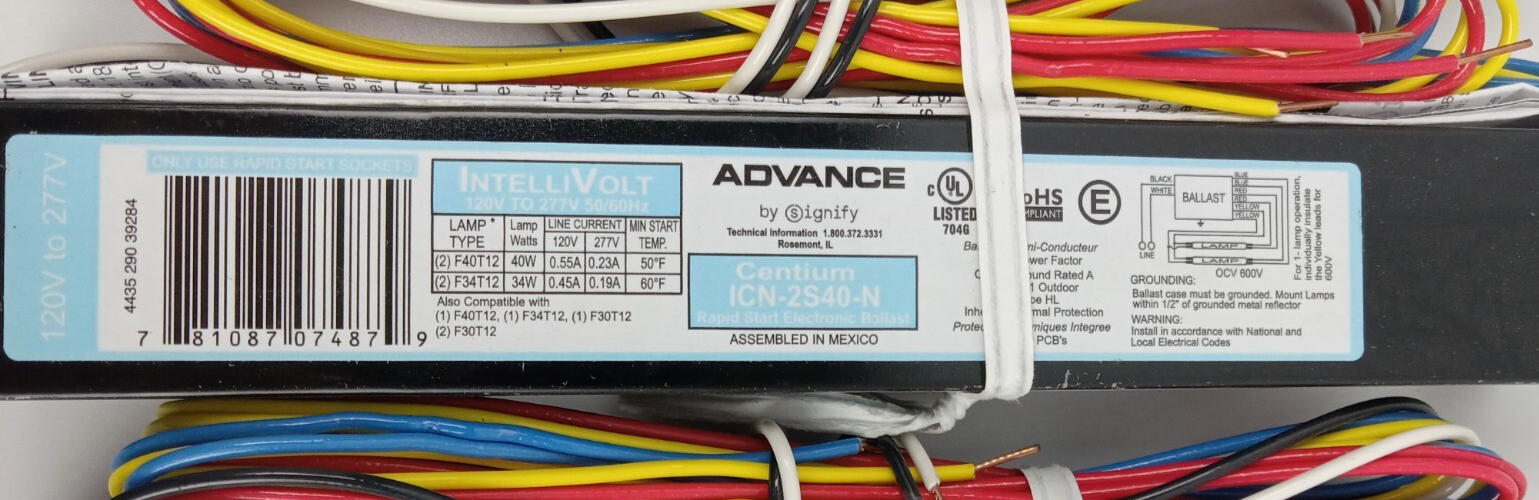 120V to 277V
4435 290 39284
ONLY USE RAPID START SOCKETS
7 81087 07487 9
INTELLIVOLT
120V TO 277V 50/60Hz
LAMP* TYPE Lamp Watts LINE CURRENT 120V 277V MIN START TEMP.
(2) F40T12 40W 0.55A 0.23A 50°F
(2) F34T12 34W 0.45A 0.19A 60°F
Also Compatible with
(1) F40T12, (1) F34T12, (1) F30T12
(2) F30T12
ADVANCE
by Signify
Technical Information 1.800.372.3331
Rosemont, IL
Centium
ICN-2S40-N
Rapid Start Electronic Ballast
ASSEMBLED IN MEXICO
c UL
LISTED
704G
E
Rated A
Outdoor
HL
Protection
Integree
PCB's
BLACK
WHITE
BALLAST
BLUE
BLUE
RED
RED
YELLOW
YELLOW
LINE
LAMP
LAMP
OCV 600V
For 1- lamp operation,
individually insulate
the Yellow leads for
600V
GROUNDING:
Ballast case must be grounded. Mount Lamps
within 1/2" of grounded metal reflector
WARNING:
Install in accordance with National and
Local Electrical Codes